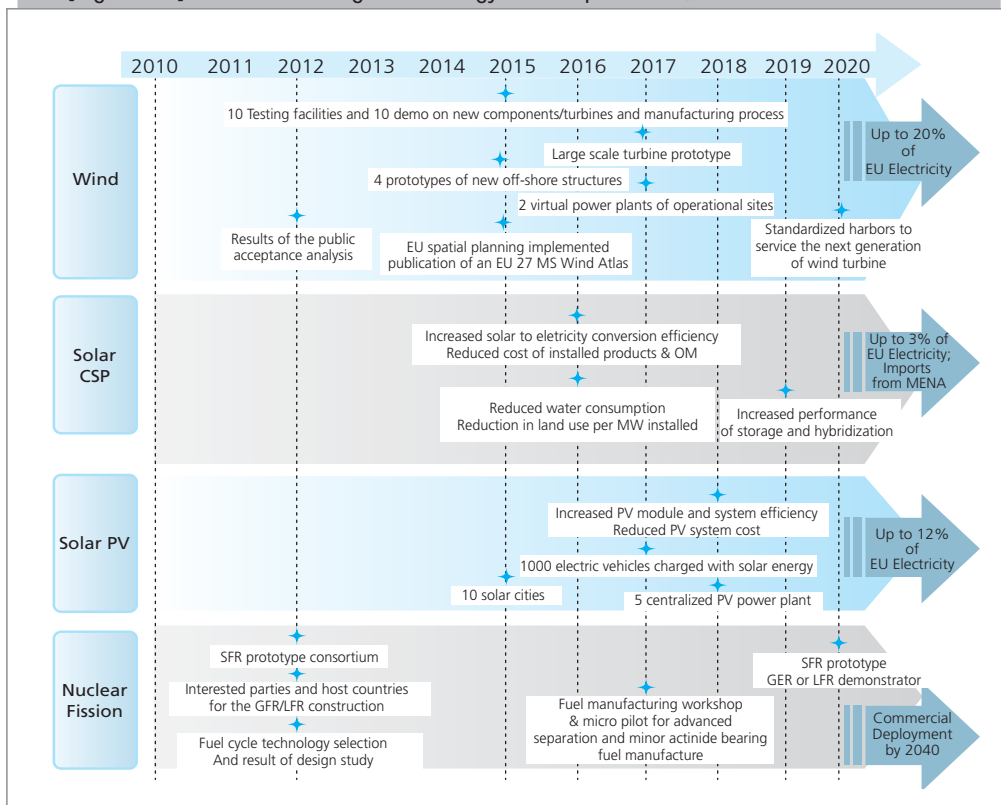 2010 2011 2012 2013 2014 2015 2016 2017 2018 2019 2020
Wind
10 Testing facilities and 10 demo on new components/turbines and manufacturing process
Large scale turbine prototype
4 prototypes of new off-shore structures
2 virtual power plants of operational sites
Results of the public
acceptance analysis
EU spatial planning implemented
publication of an EU 27 MS Wind Atlas
Standardized harbors to
service the next generation
of wind turbine
Up to 20%
of
EU Electricity
Solar
CSP
Increased solar to eletricity conversion efficiency
Reduced cost of installed products & OM
Reduced water consumption
Reduction in land use per MW installed
Increased performance
of storage and hybridization
Up to 3% of
EU Electricity;
Imports
from MENA
Solar PV
Increased PV module and system efficiency
Reduced PV system cost
1000 electric vehicles charged with solar energy
10 solar cities
5 centralized PV power plant
Up to 12%
of
EU Electricity
Nuclear
Fission
SFR prototype consortium
Interested parties and host countries
for the GFR/LFR construction
Fuel cycle technology selection
And result of design study
Fuel manufacturing workshop
& micro pilot for advanced
separation and minor actinide bearing
fuel manufacture
SFR prototype
GER or LFR demonstrator
Commercial
Deployment
by 2040